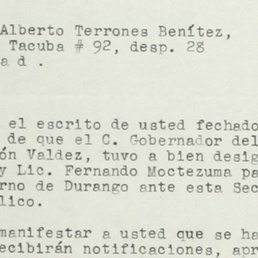 Alberto Terrones Benítez,
Tacuba # 92, desp. 28
a d .
el escrito de usted fechado
de que el C. Gobernador del
ón Valdez, tuvo a bien desig
y Lic. Fernando Moctezuma pa
rno de Durango ante esta Sec
lico.
manifestar a usted que se ha
ecibirán notificaciones, apr